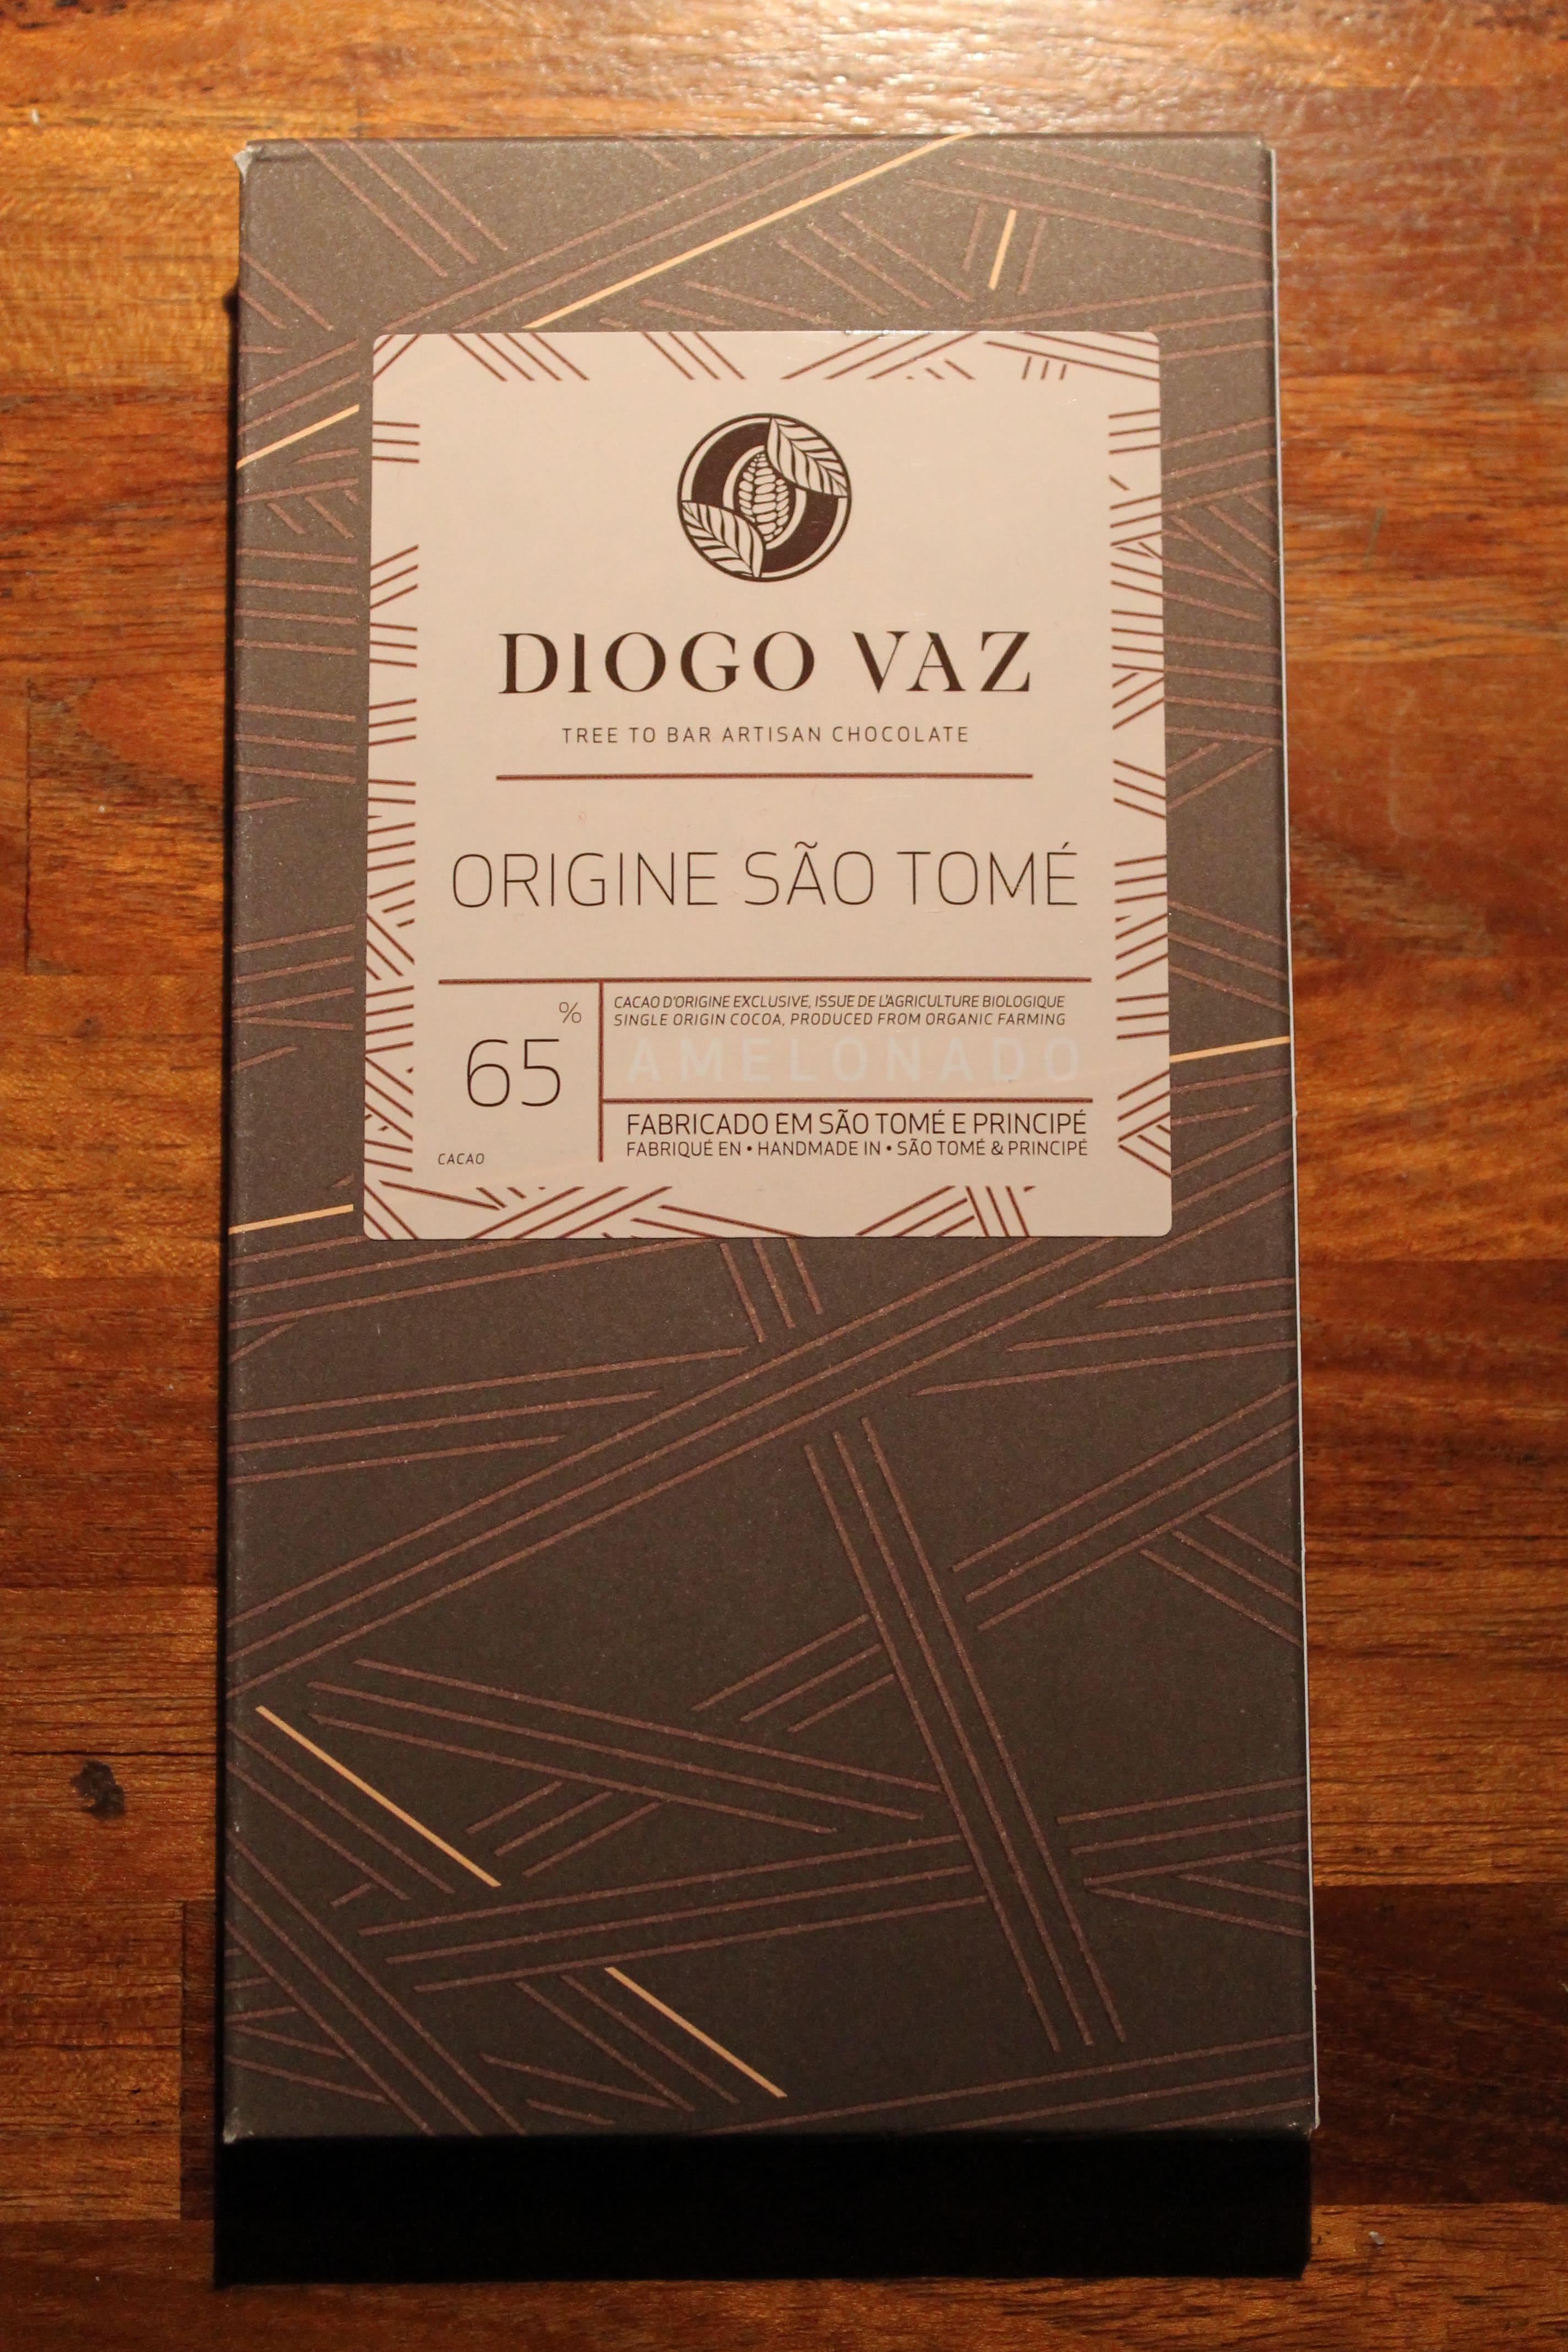 DIOGO VAZ
TREE TO BAR ARTISAN CHOCOLATE
ORIGINE SÃO TOMÉ
65 %
CACAO
CACAO D'ORIGINE EXCLUSIVE, ISSUE DE L'AGRICULTURE BIOLOGIQUE
SINGLE ORIGIN COCOA, PRODUCED FROM ORGANIC FARMING
AMELONADO
FABRICADO EM SÃO TOMÉ E PRINCIPÉ
FABRIQUÉ EN • HANDMADE IN • SÃO TOMÉ & PRINCIPÉ